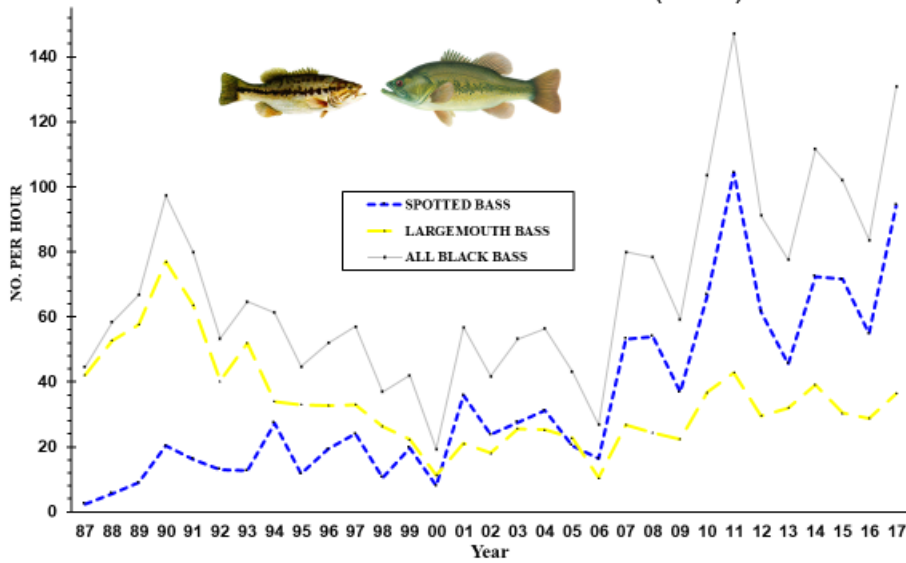 140
120
100
80
60
40
20
0
NO. PER HOUR
SPOTTED BASS
LARGEMOUTH BASS
ALL BLACK BASS
87 88 89 90 91 92 93 94 95 96 97 98 99 00 01 02 03 04 05 06 07 08 09 10 11 12 13 14 15 16 17
Year